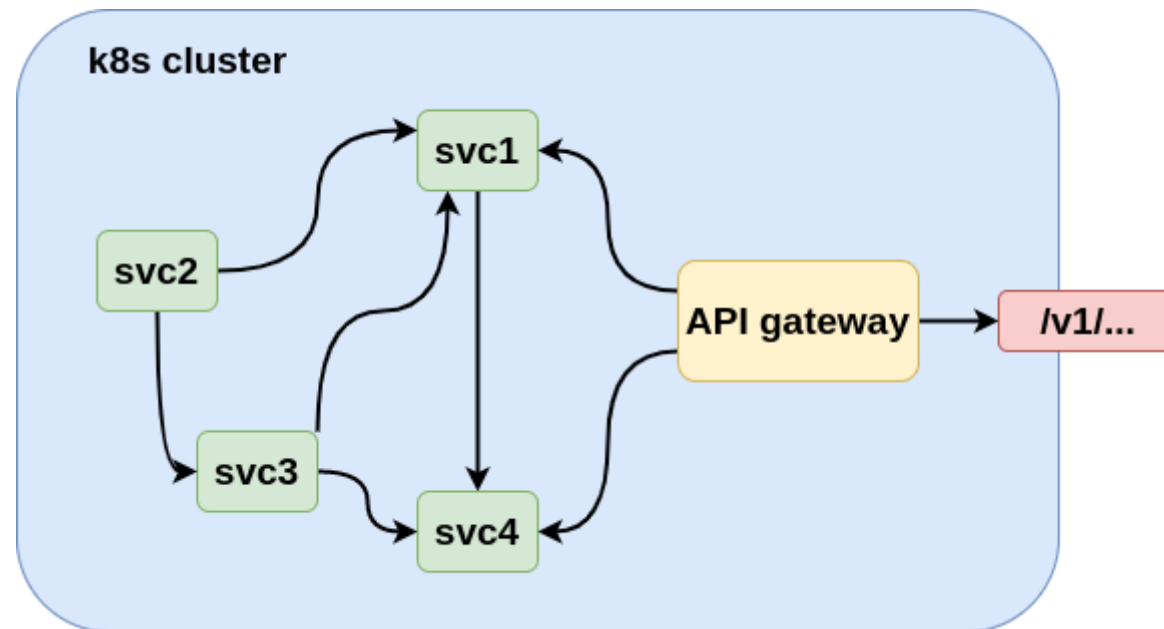 k8s cluster
svc1
svc2
API gateway
/v1/...
svc3
svc4